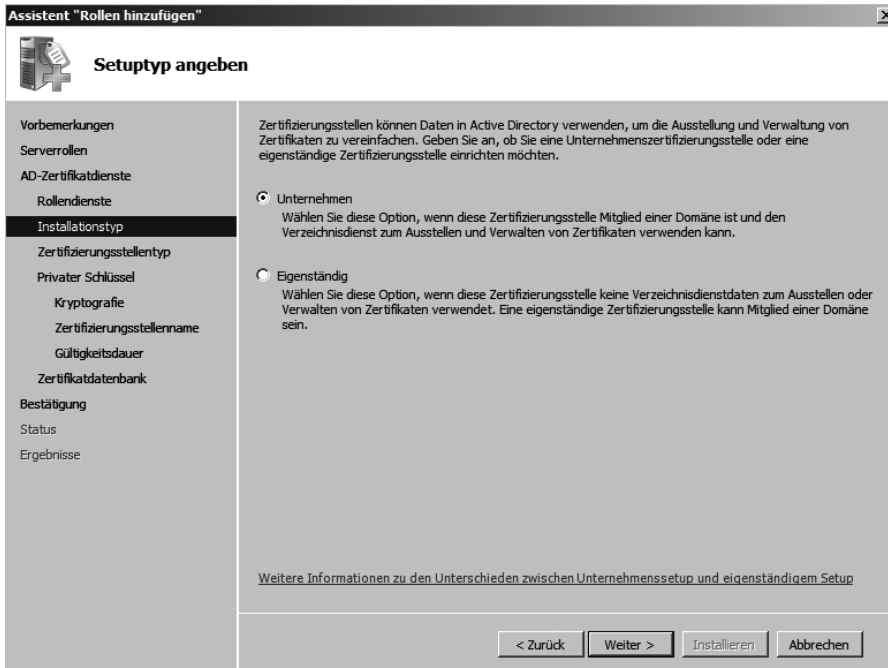 Assistent "Rollen hinzufügen"
Setuptyp angeben
Vorbemerkungen
Serverrollen
AD-Zertifikatdienste
Rollendienste
Installationstyp
Zertifizierungsstellentyp
Privater Schlüssel
Kryptografie
Zertifizierungsstellenname
Gültigkeitsdauer
Zertifikatdatenbank
Bestätigung
Status
Ergebnisse
Zertifizierungsstellen können Daten in Active Directory verwenden, um die Ausstellung und Verwaltung von
Zertifikaten zu vereinfachen. Geben Sie an, ob Sie eine Unternehmenszertifizierungsstelle oder eine
eigenständige Zertifizierungsstelle einrichten möchten.
Unternehmen
Wählen Sie diese Option, wenn diese Zertifizierungsstelle Mitglied einer Domäne ist und den
Verzeichnisdienst zum Ausstellen und Verwalten von Zertifikaten verwenden kann.
Eigenständig
Wählen Sie diese Option, wenn diese Zertifizierungsstelle keine Verzeichnisdienstdaten zum Ausstellen oder
Verwalten von Zertifikaten verwendet. Eine eigenständige Zertifizierungsstelle kann Mitglied einer Domäne
sein.
Weitere Informationen zu den Unterschieden zwischen Unternehmenssetup und eigenständigem Setup
< Zurück
Weiter >
Installieren
Abbrechen